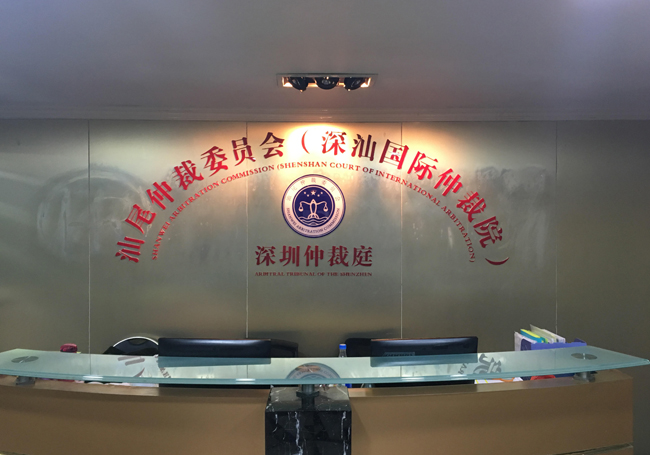 汕尾仲裁委员会（深汕国际仲裁院）
SHANWEI ARBITRATION COMMISSION (SHENSHAN COURT OF INTERNATIONAL ARBITRATION)
深圳仲裁庭
ARBITRAL TRIBUNAL OF THE SHENZHEN